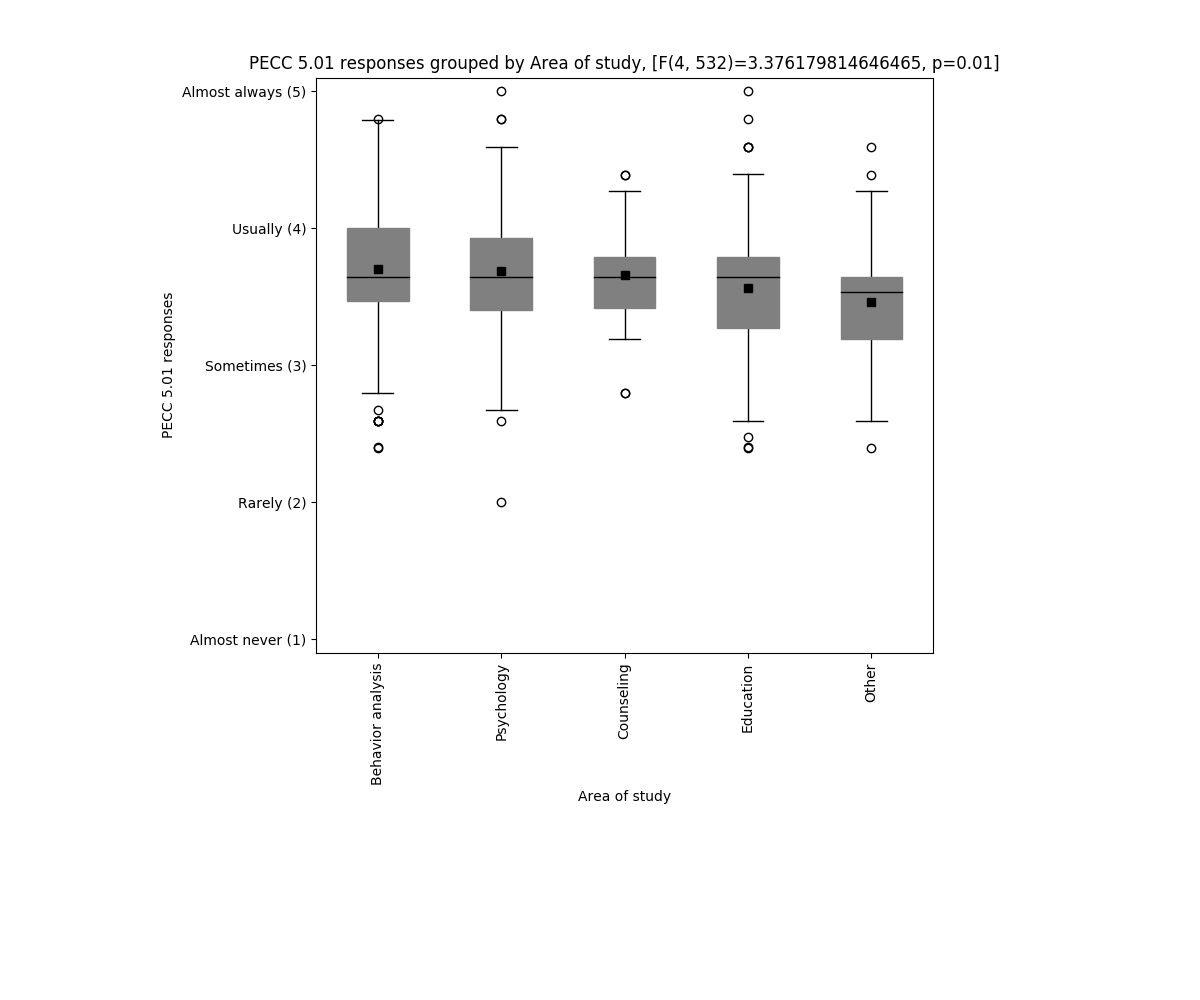 PECC 5.01 responses grouped by Area of study, [F(4, 532)=3.376179814646465, p=0.01]
Almost always (5)
Usually (4)
Sometimes (3)
Rarely (2)
Almost never (1)
PECC 5.01 responses
Behavior analysis
Psychology
Counseling
Education
Other
Area of study